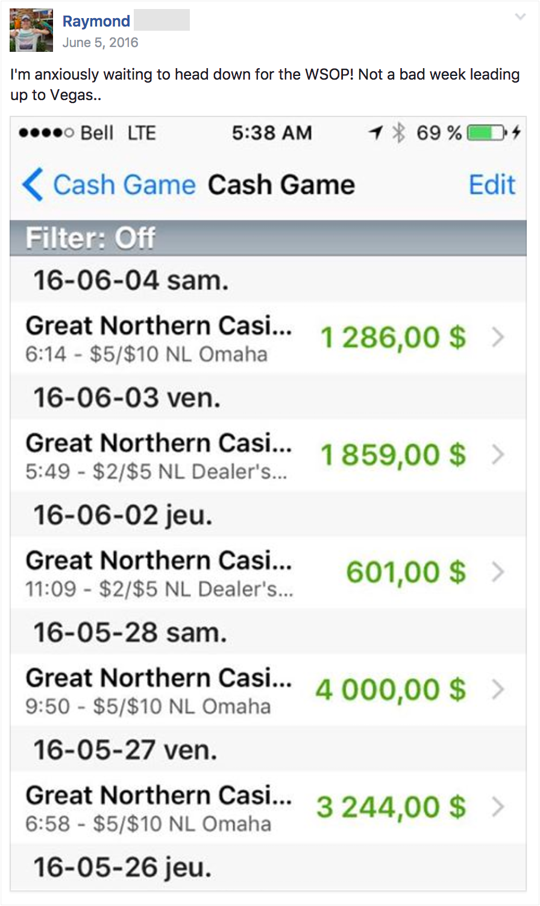 Raymond
June 5, 2016
I'm anxiously waiting to head down for the WSOP! Not a bad week leading
up to Vegas..
Bell LTE 5:38 AM 69 %
Cash Game Cash Game Edit
Filter: Off
16-06-04 sam.
Great Northern Casi... 1 286,00 $
6:14 - $5/$10 NL Omaha
16-06-03 ven.
Great Northern Casi... 1 859,00 $
5:49 - $2/$5 NL Dealer's...
16-06-02 jeu.
Great Northern Casi... 601,00 $
11:09 - $2/$5 NL Dealer's...
16-05-28 sam.
Great Northern Casi... 4 000,00 $
9:50 - $5/$10 NL Omaha
16-05-27 ven.
Great Northern Casi... 3 244,00 $
6:58 - $5/$10 NL Omaha
16-05-26 jeu.